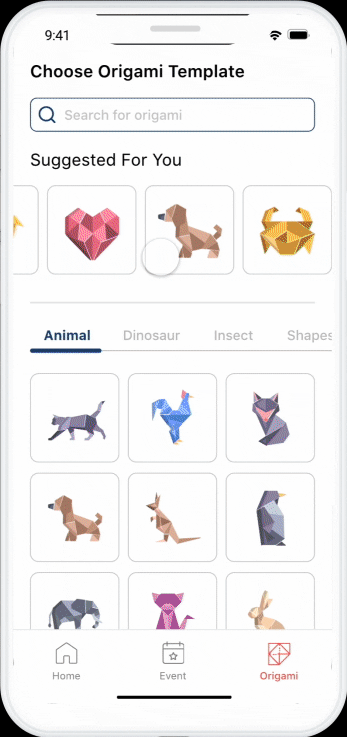 9:41
Choose Origami Template
Search for origami
Suggested For You
Animal Dinosaur Insect Shapes
Home Event Origami